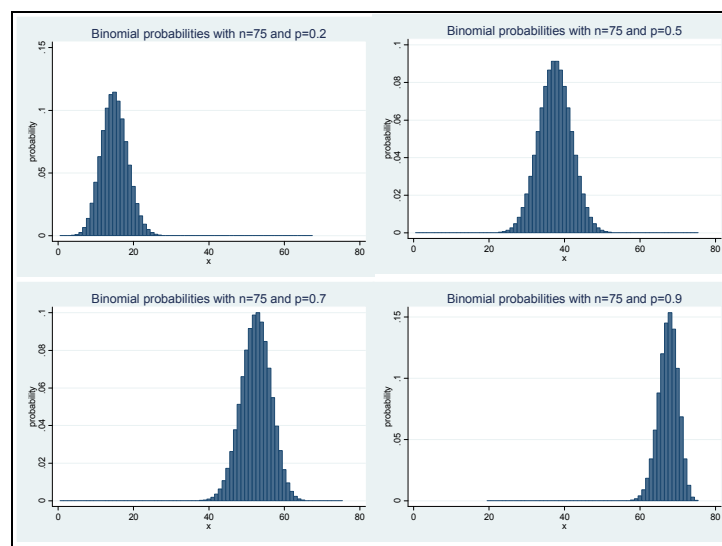 Binomial probabilities with n=75 and p=0.2
.15
.1
.05
0
probability
0 20 40 60 80
x
Binomial probabilities with n=75 and p=0.5
.1
.08
.06
.04
.02
0
probability
0 20 40 60 80
x
Binomial probabilities with n=75 and p=0.7
.1
.08
.06
.04
.02
0
probability
0 20 40 60 80
x
Binomial probabilities with n=75 and p=0.9
.15
.1
.05
0
probability
0 20 40 60 80
x